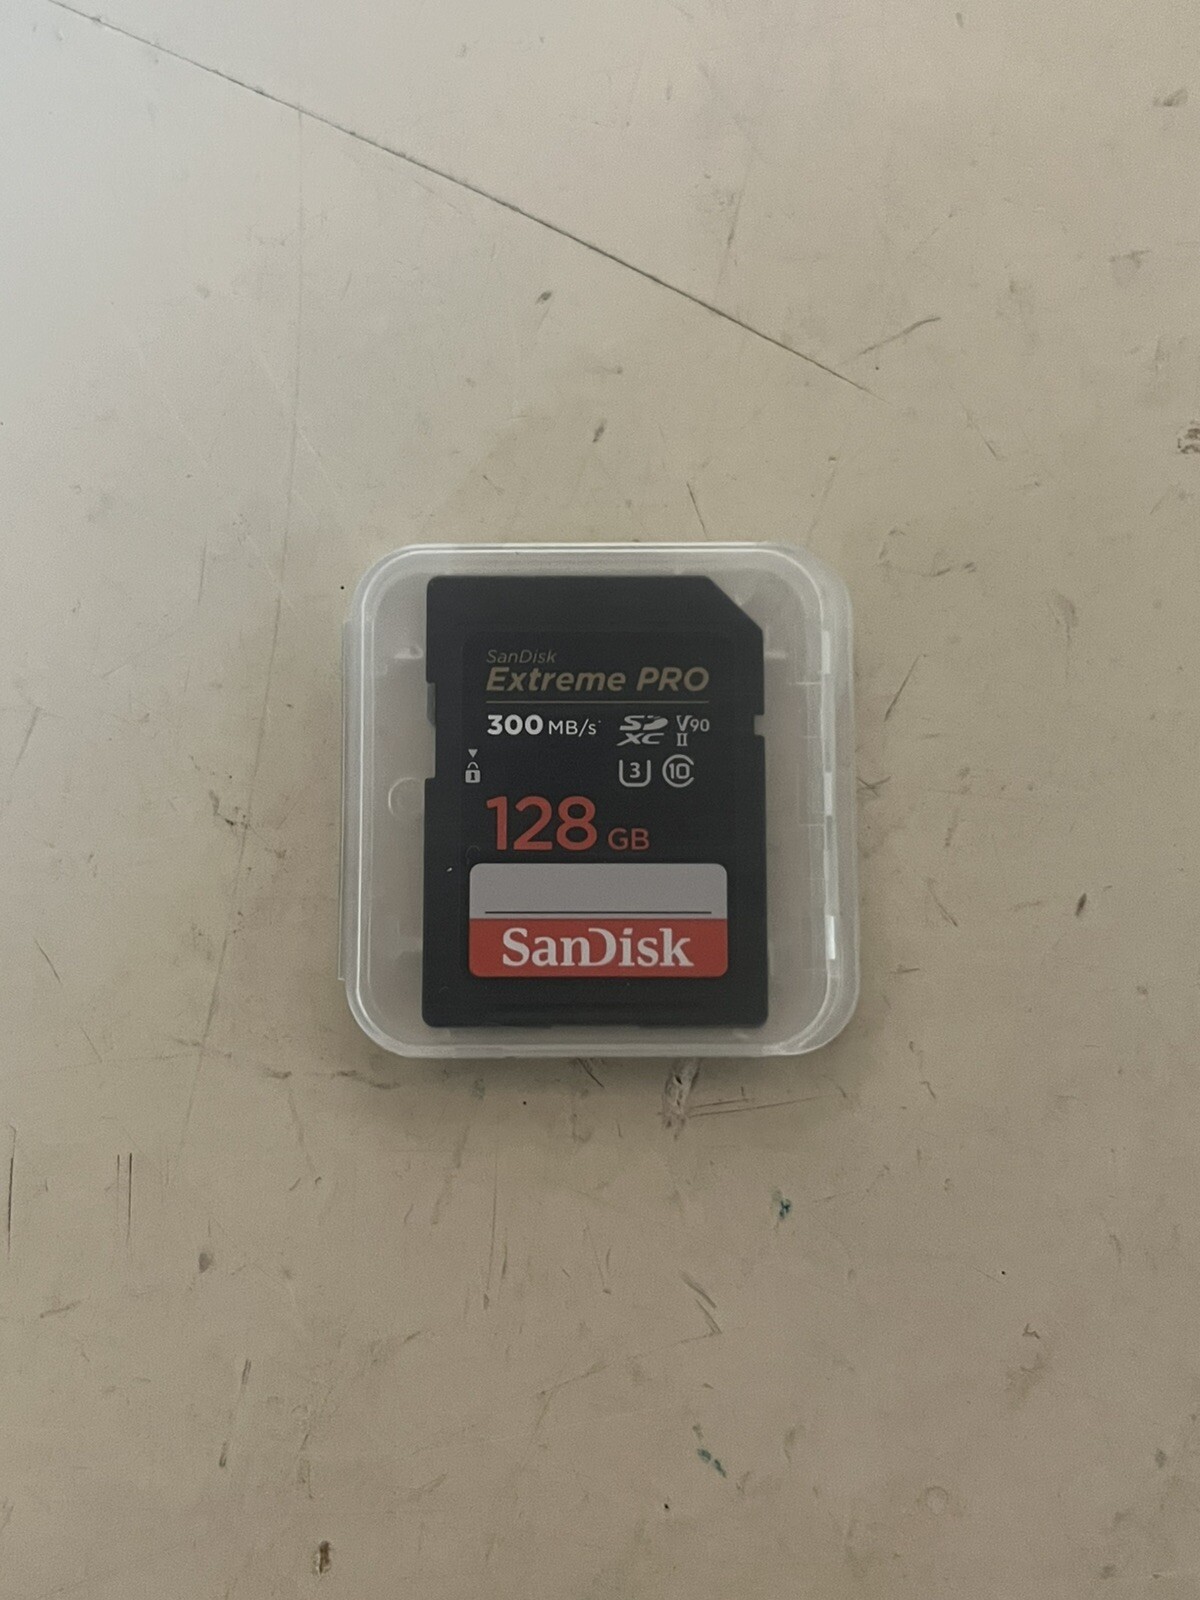 SanDisk
Extreme PRO
300 MB/s* SD XC V90 II
3 10
128 GB
SanDisk